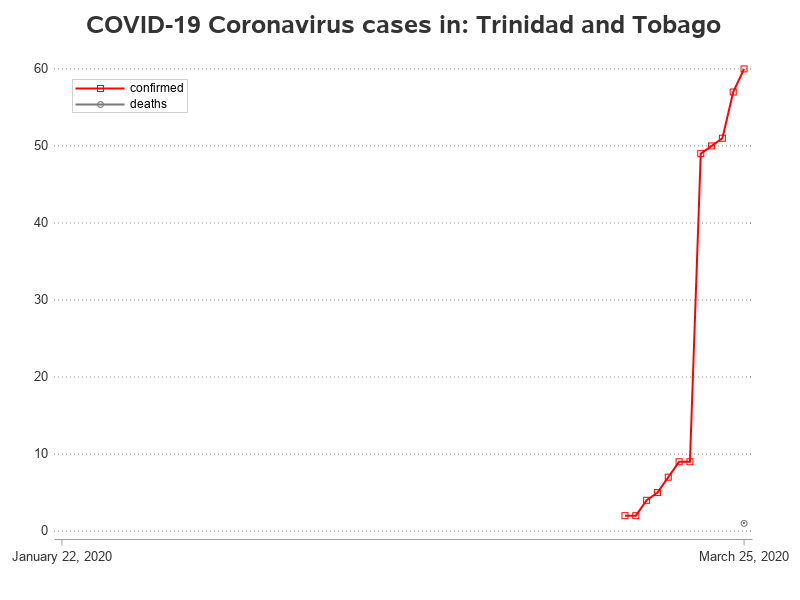 COVID-19 Coronavirus cases in: Trinidad and Tobago
60
confirmed
deaths
50
40
30
20
10
0
January 22, 2020
March 25, 2020